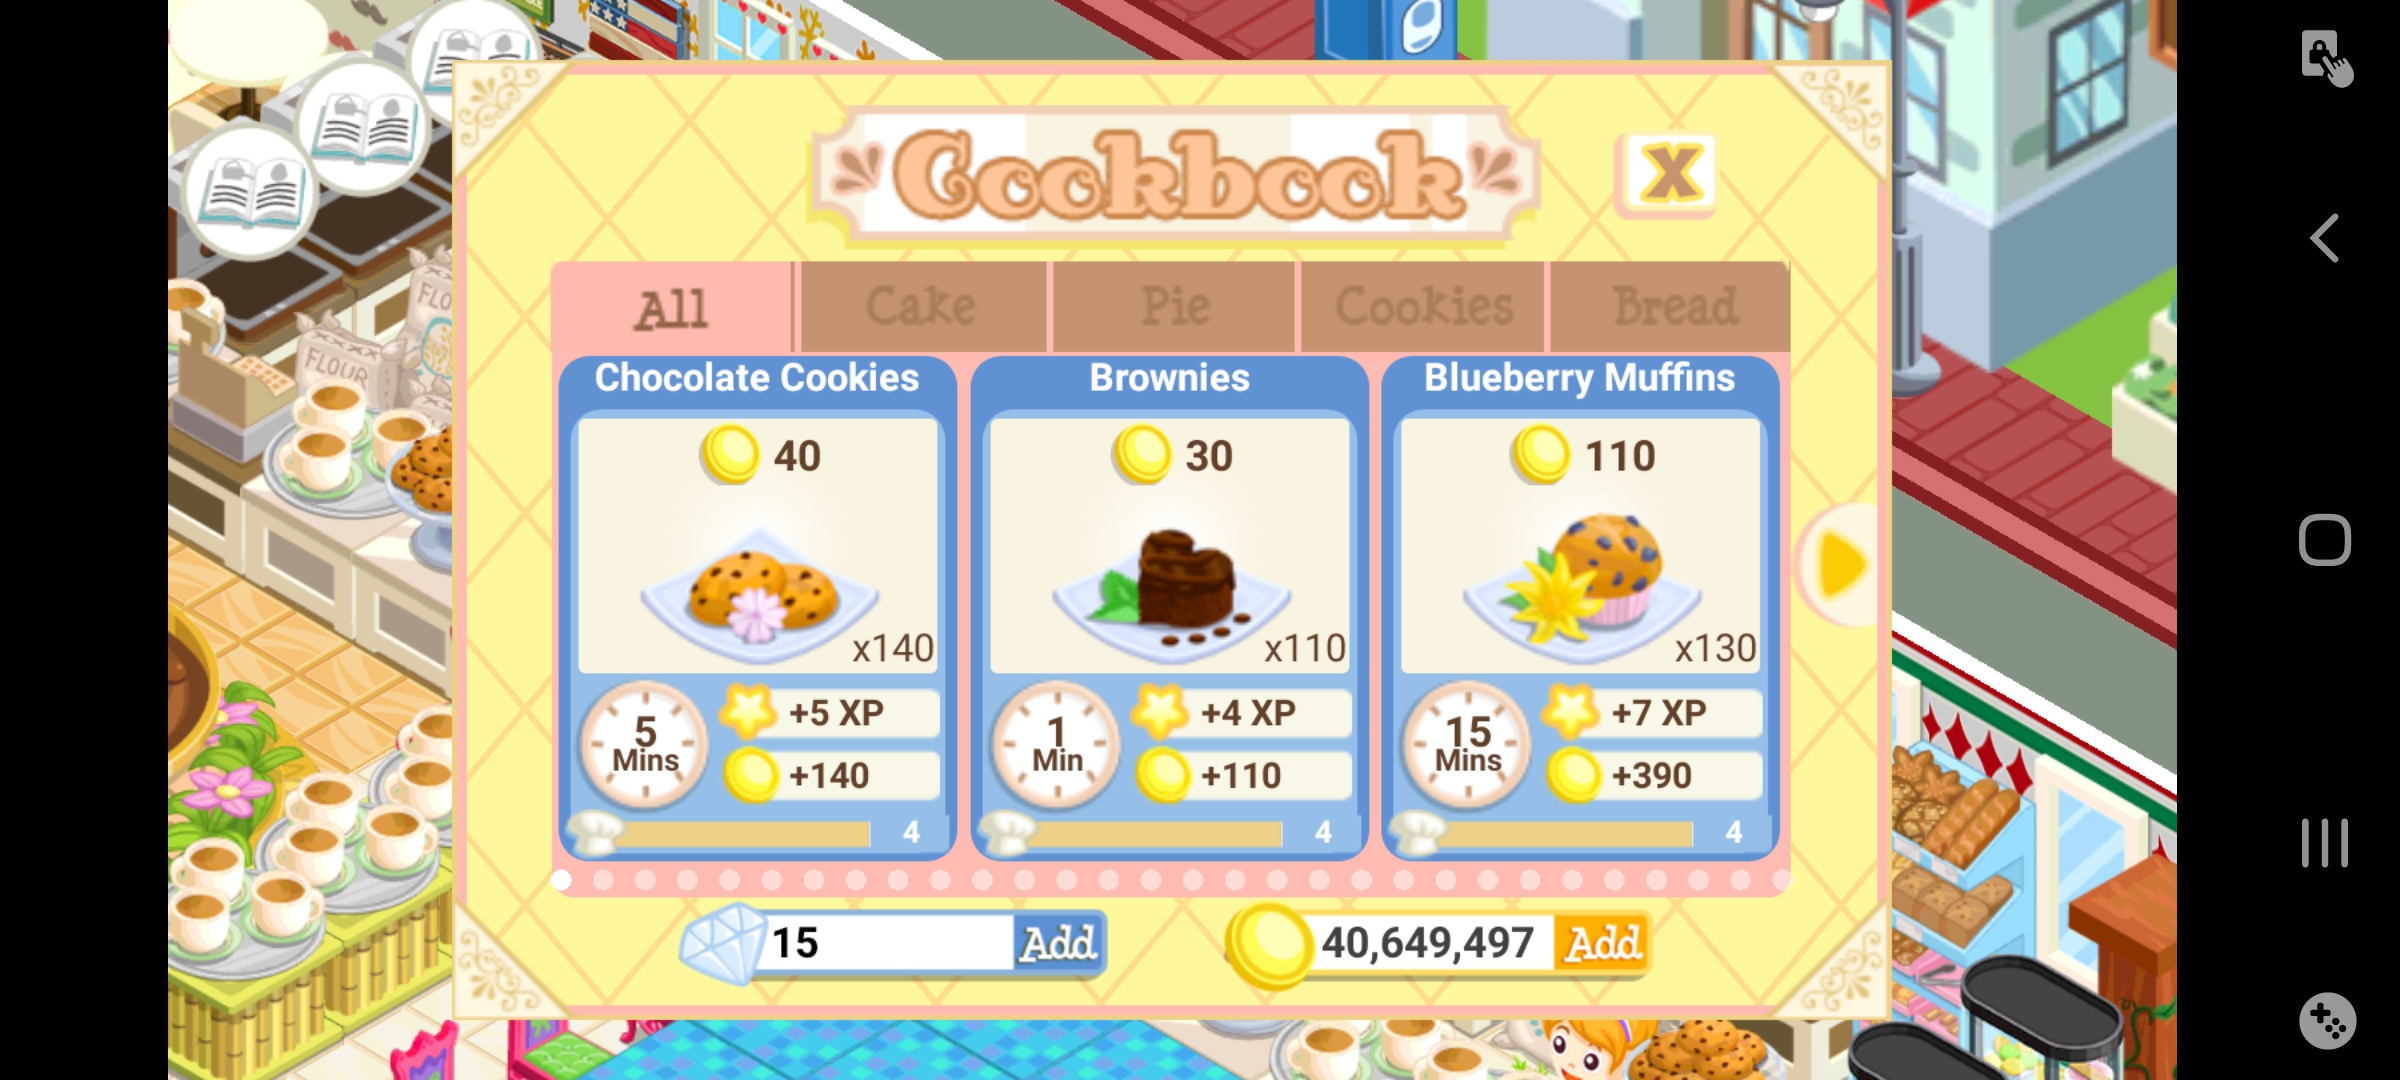 Cookbook
X
All
Cake
Pie
Cookies
Bread
Chocolate Cookies
40
x140
5
Mins
+5 XP
+140
4
Brownies
30
x110
1
Min
+4 XP
+110
4
Blueberry Muffins
110
x130
15
Mins
+7 XP
+390
4
15
Add
40,649,497
Add
FLOUR
FLO